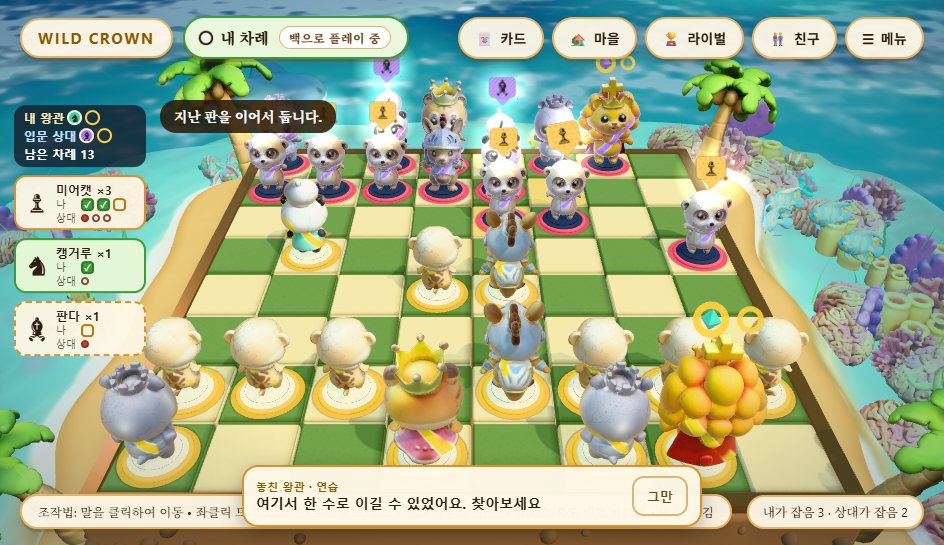 WILD CROWN
내 차례 백으로 플레이 중
카드
마을
라이벌
친구
☰ 메뉴
지난 판을 이어서 둡니다.
내 왕관
입문 상대
남은 차례 13
미어캣 ×3
나
상대
캥거루 ×1
나
상대
판다 ×1
나
상대
놓친 왕관 · 연습
여기서 한 수로 이길 수 있었어요. 찾아보세요
그만
조작법: 말을 클릭하여 이동 • 좌클릭
내가 잡음 3 · 상대가 잡음 2